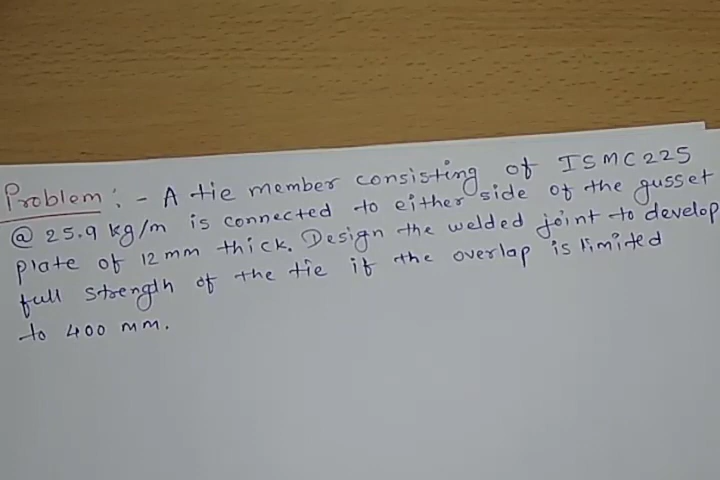 Problem : - A tie member consisting of ISMC225
@ 25.9 kg/m is connected to either side of the gusset
plate of 12 mm thick. Design the welded joint to develop
full strength of the tie if the overlap is limited
to 400 mm.